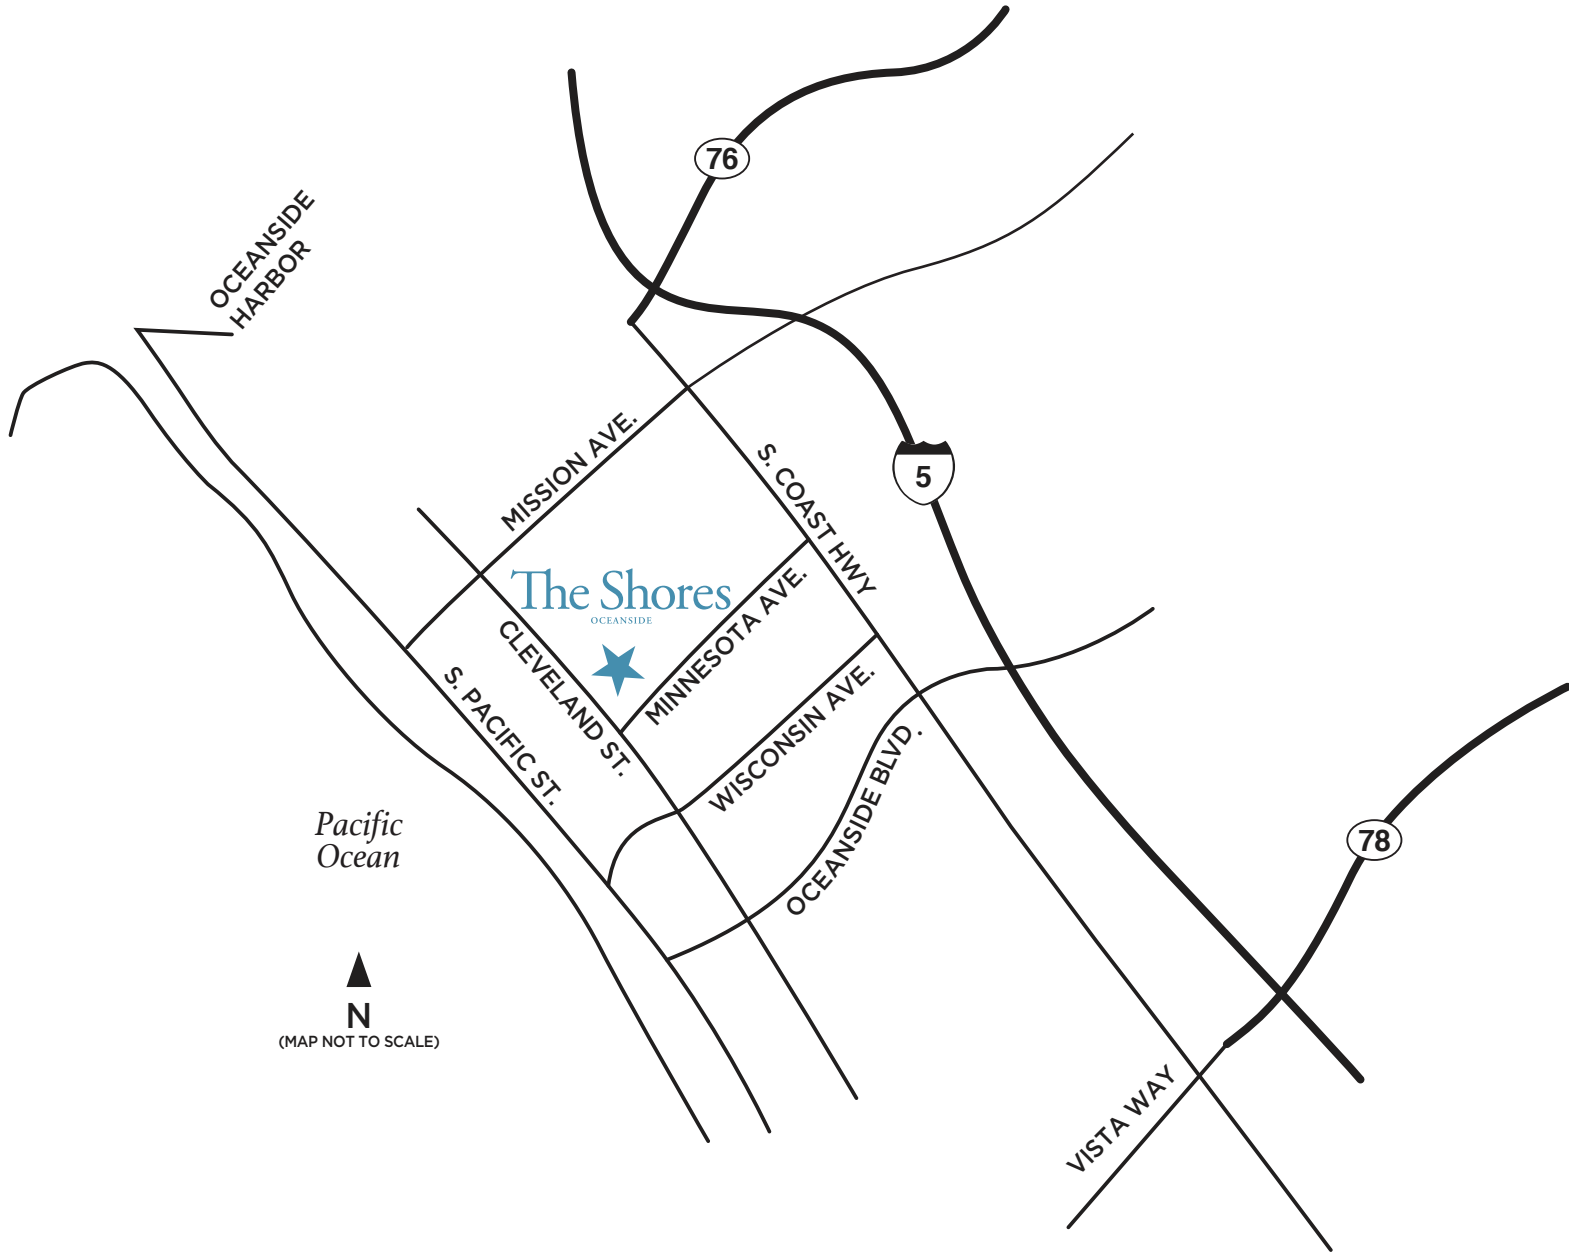 76
OCEANSIDE
HARBOR
MISSION AVE.
S. COAST HWY
5
The Shores
OCEANSIDE
CLEVELAND ST.
MINNESOTA AVE.
S. PACIFIC ST.
WISCONSIN AVE.
OCEANSIDE BLVD.
Pacific
Ocean
78
N
(MAP NOT TO SCALE)
VISTA WAY